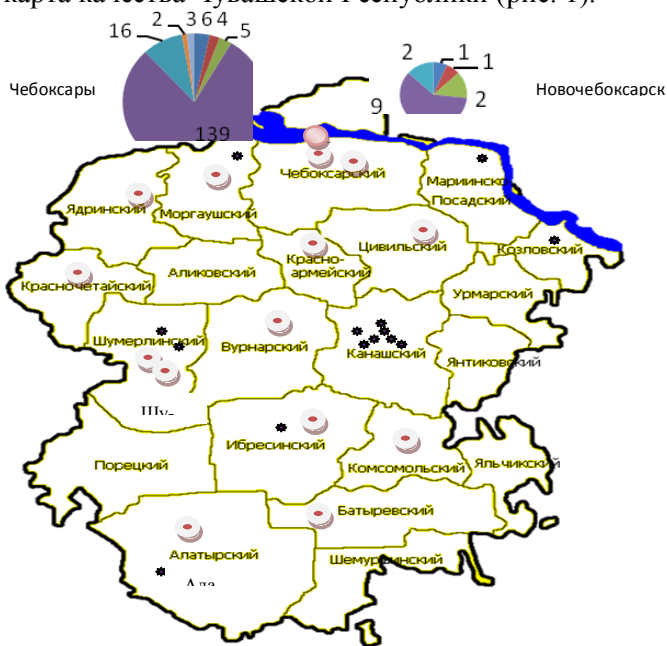 карта качества Чувашской Республики (рис. 1).
2 3 6 4
16 5
2 1
1
Чебоксары Новочебоксарск
2
9
139
Чебоксарский
Мариинско
Посадский
Ядринский
Моргаушский
Цивильский
Козловский
Красно-
армейский
Аликовский
Красночетайский
Урмарский
Шумерлинский
Вурнарский
Канашский
Янтиковский
Шу-
Ибресинский
Порецкий
Комсомольский
Яльчикский
Батыревский
Алатырский
Шемуршинский